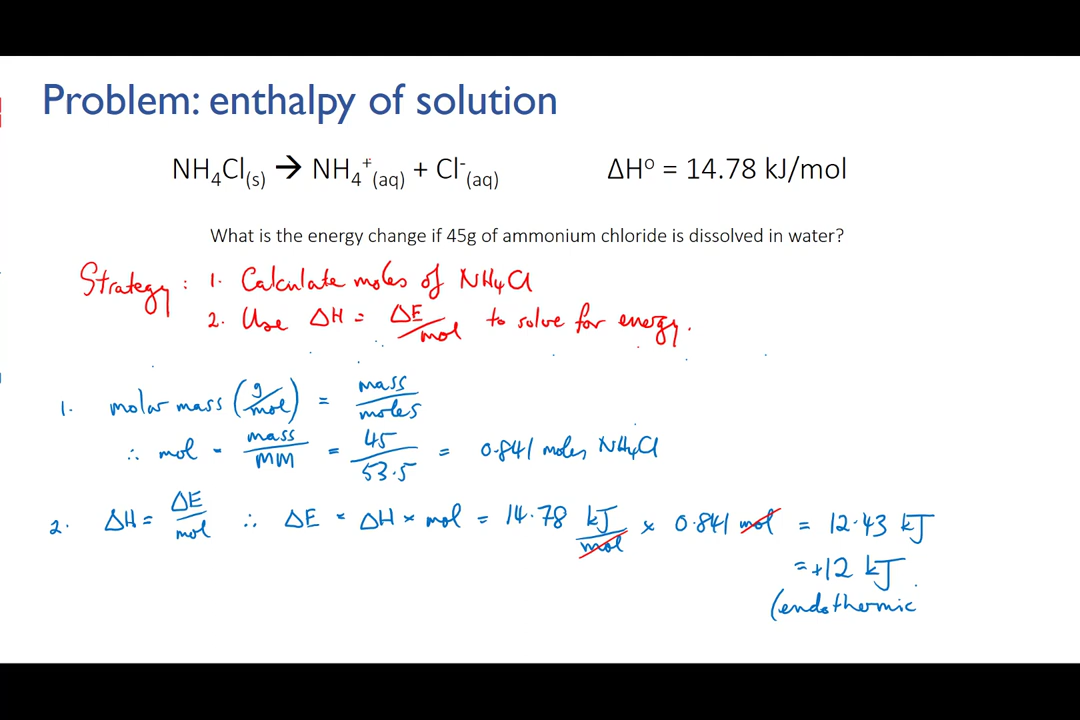 Problem: enthalpy of solution
NH₄Cl(s) → NH₄⁺(aq) + Cl⁻(aq) ΔH° = 14.78 kJ/mol
What is the energy change if 45g of ammonium chloride is dissolved in water?
Strategy: 1. Calculate moles of NH4Cl
2. Use ΔH = ΔE/mol to solve for energy.
1. molar mass (g/mol) = mass/moles
∴ mol = mass/MM = 45/53.5 = 0.841 moles NH4Cl
2. ΔH = ΔE/mol ∴ ΔE = ΔH × mol = 14.78 kJ/mol × 0.841 mol = 12.43 kJ
= +12 kJ
(endothermic